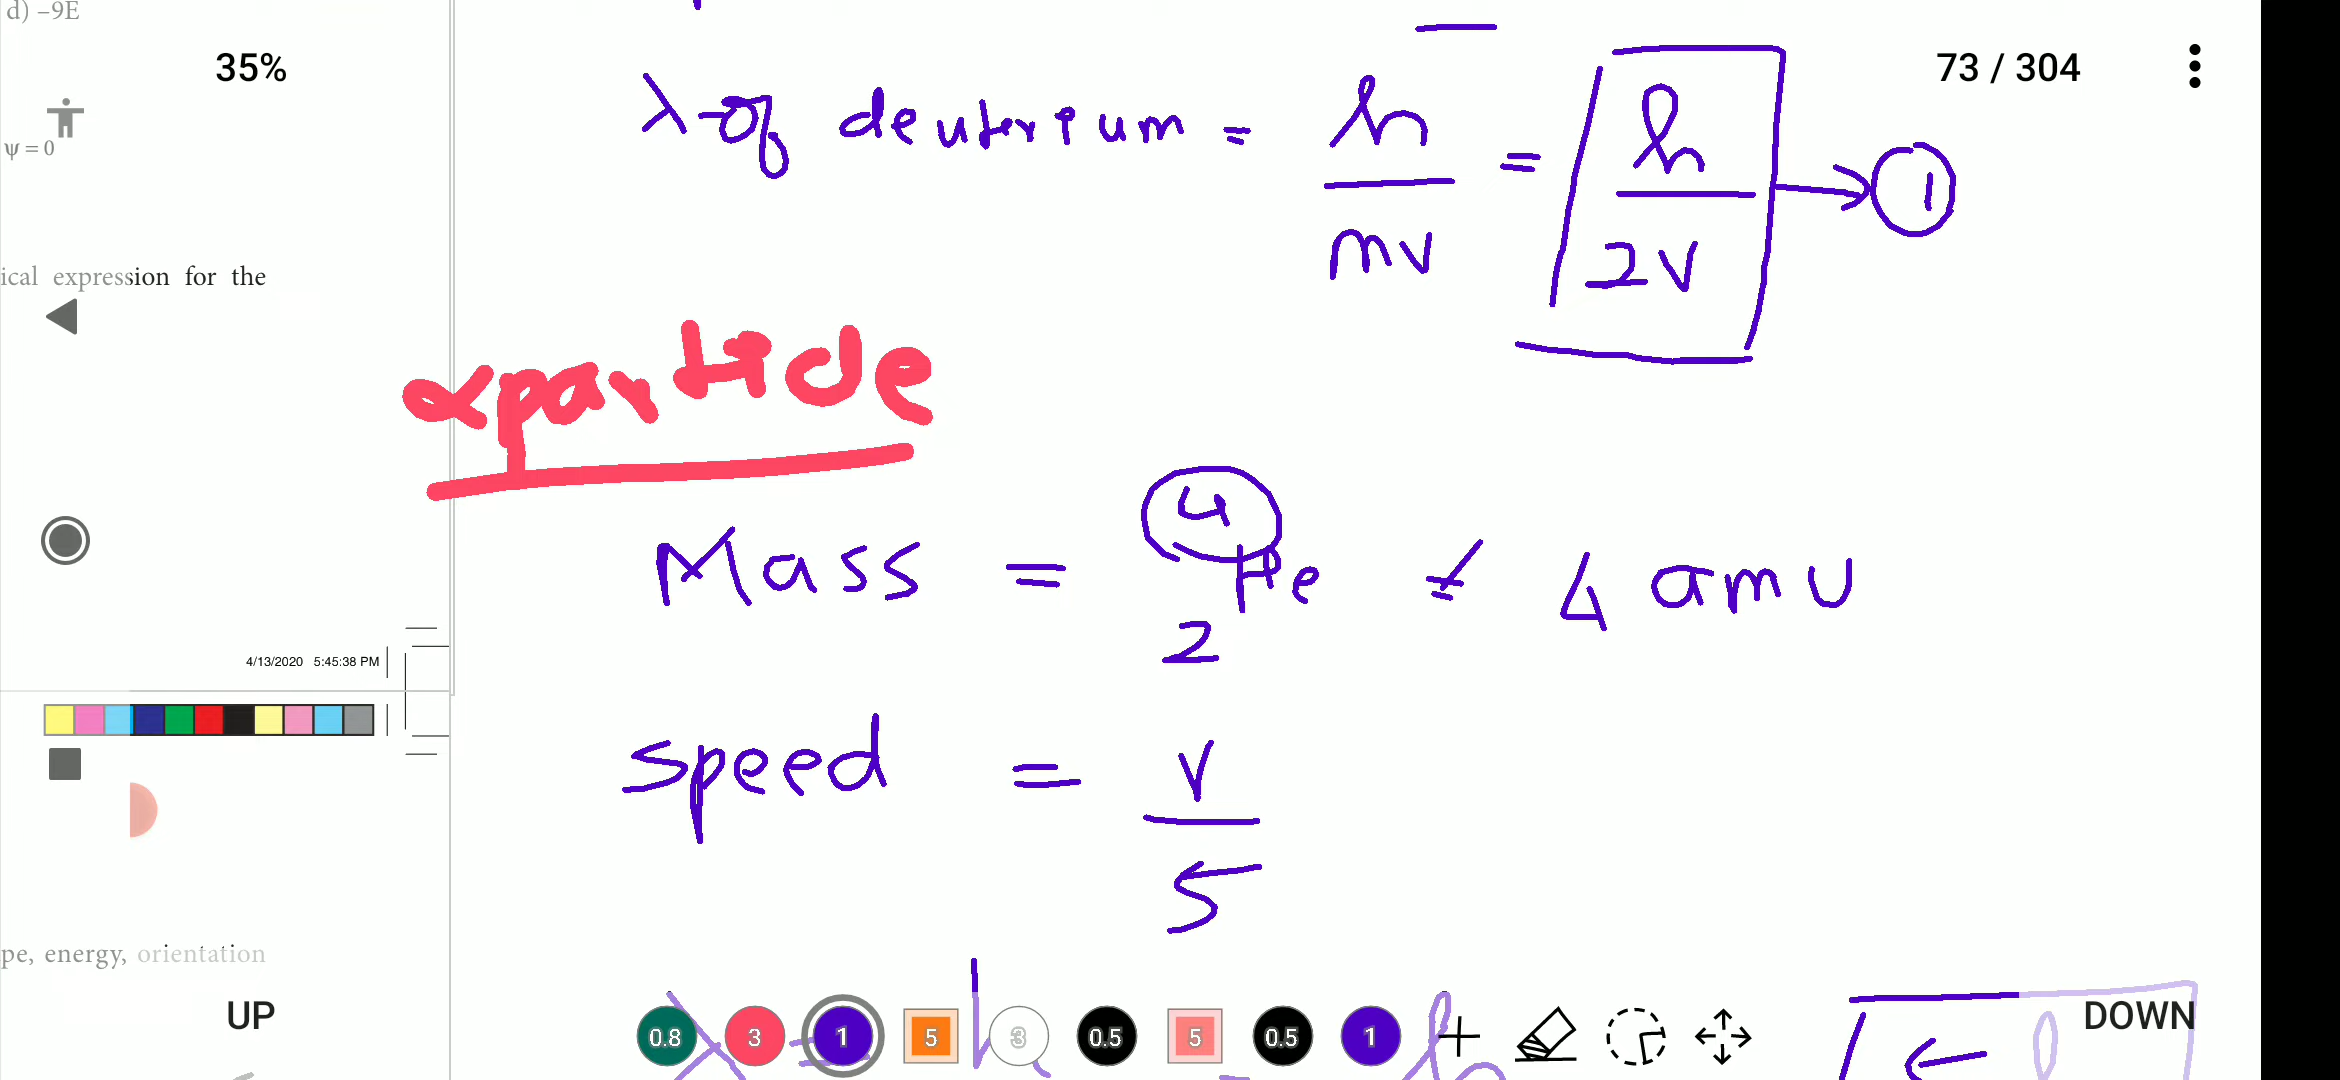 d) –9E
35%
73 / 304
λ of deuterium = h / mv = h / 2v → 1
ψ = 0
ical expression for the
α particle
Mass = ⁴₂He = 4 amu
4/13/2020 5:45:38 PM
speed = v / 5
pe, energy, orientation
UP
DOWN
0.8 3 1 5 3 0.5 5 0.5 1